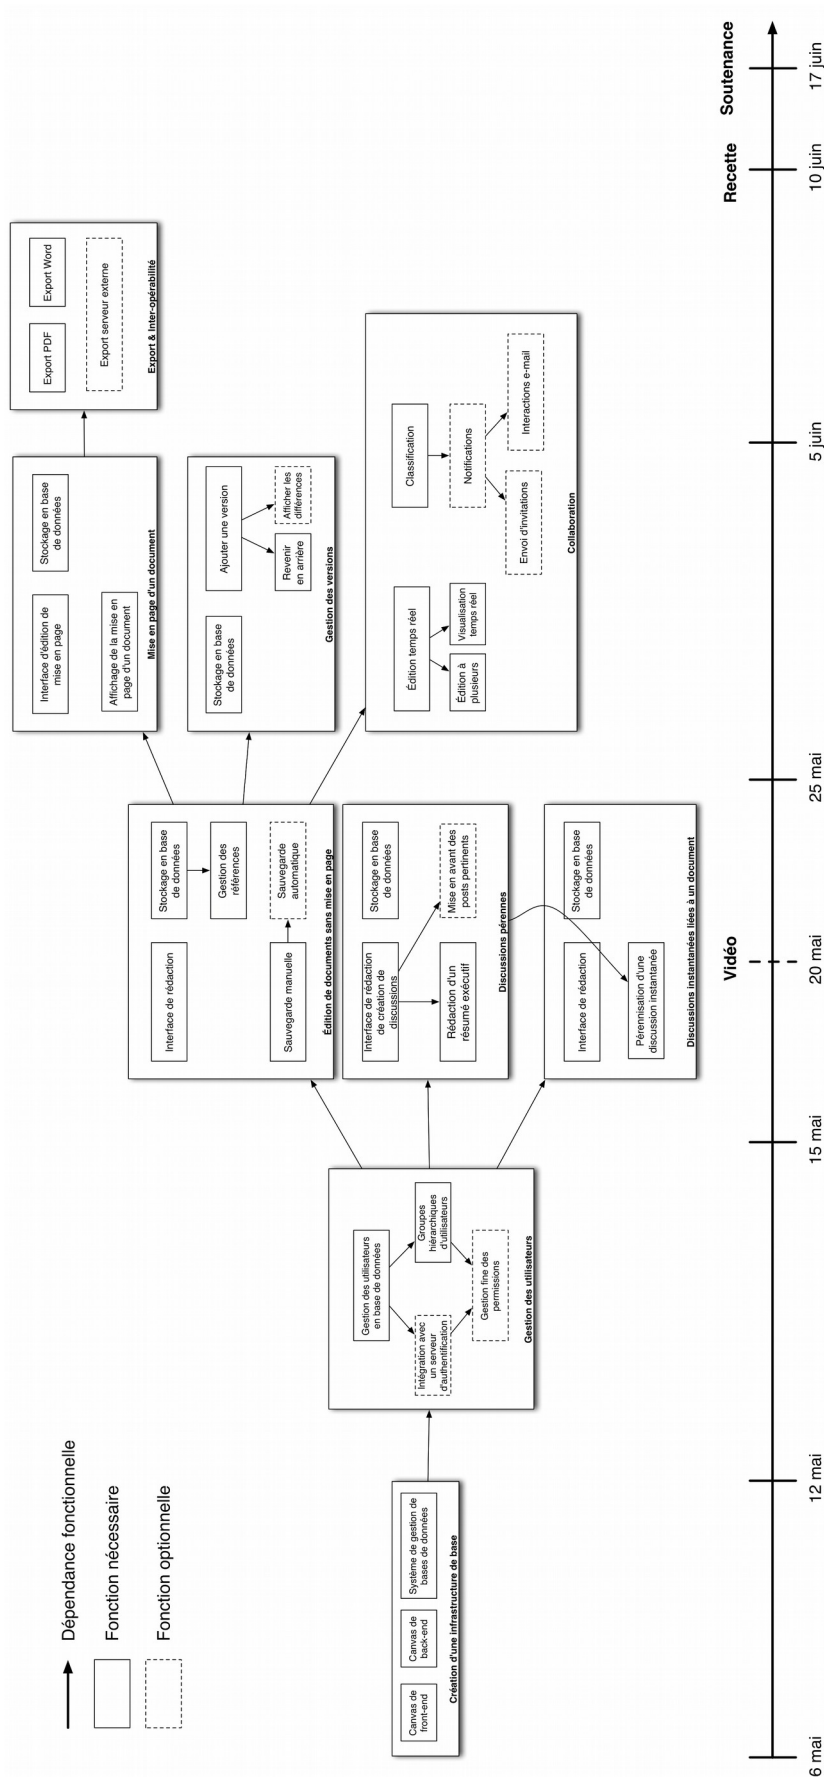 Dépendance fonctionnelle
Fonction nécessaire
Fonction optionnelle
Canvas de
front-end
Canvas de
back-end
Système de gestion de
bases de données
Création d'une infrastructure de base
Gestion des utilisateurs
en base de données
Intégration avec
un serveur
d'authentification
Groupes
hiérarchiques
d'utilisateurs
Gestion fine des
permissions
Gestion des utilisateurs
Interface de rédaction
Stockage en base
de données
Gestion des
références
Sauvegarde manuelle
Sauvegarde
automatique
Édition de documents sans mise en page
Interface de rédaction
de création de
discussions
Stockage en base
de données
Rédaction d'un
résumé exécutif
Mise en avant des
posts pertinents
Discussions pérennes
Interface de rédaction
Stockage en base
de données
Pérennisation d'une
discussion instantanée
Discussions instantanées liées à un document
Interface d'édition de
mise en page
Stockage en base
de données
Affichage de la mise en
page d'un document
Mise en page d'un document
Stockage en base
de données
Ajouter une version
Revenir
en arrière
Afficher les
différences
Gestion des versions
Édition temps réel
Édition à
plusieurs
Visualisation
temps réel
Classification
Notifications
Envoi d'invitations
Interactions e-mail
Collaboration
Export PDF
Export Word
Export serveur externe
Export & Inter-opérabilité
Vidéo
Recette
Soutenance
6 mai
12 mai
15 mai
20 mai
25 mai
5 juin
10 juin
17 juin